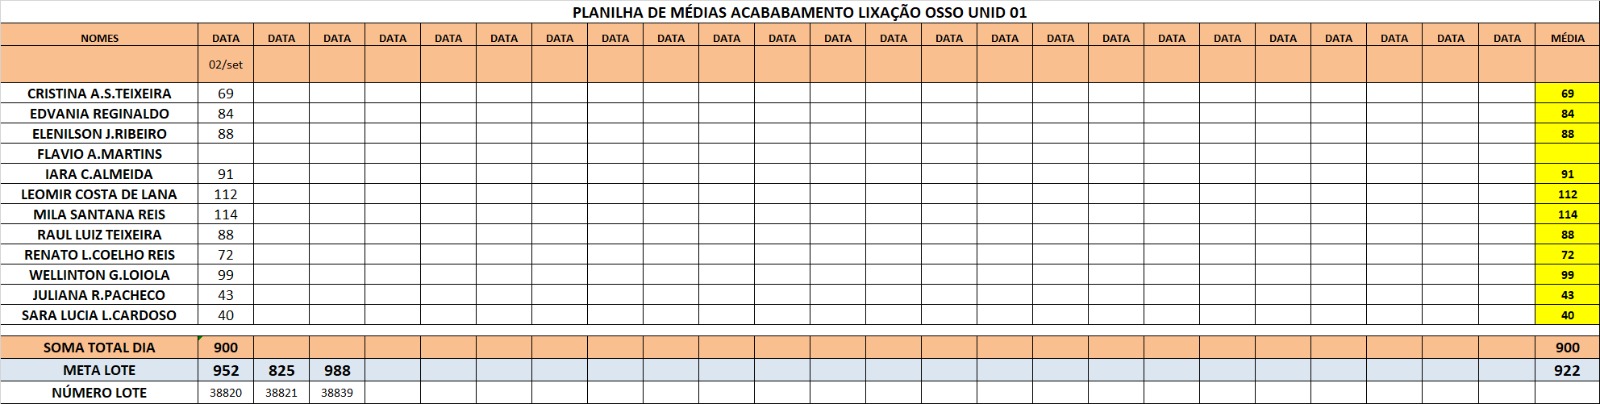 PLANILHA DE MÉDIAS ACABABAMENTO LIXAÇÃO OSSO UNID 01
NOMES DATA DATA DATA DATA DATA DATA DATA DATA DATA DATA DATA DATA DATA DATA DATA DATA DATA DATA DATA DATA DATA DATA DATA DATA MÉDIA
02/set
CRISTINA A.S.TEIXEIRA 69 69
EDVANIA REGINALDO 84 84
ELENILSON J.RIBEIRO 88 88
FLAVIO A.MARTINS
IARA C.ALMEIDA 91 91
LEOMIR COSTA DE LANA 112 112
MILA SANTANA REIS 114 114
RAUL LUIZ TEIXEIRA 88 88
RENATO L.COELHO REIS 72 72
WELLINTON G.LOIOLA 99 99
JULIANA R.PACHECO 43 43
SARA LUCIA L.CARDOSO 40 40
SOMA TOTAL DIA 900 900
META LOTE 952 825 988 922
NÚMERO LOTE 38820 38821 38839